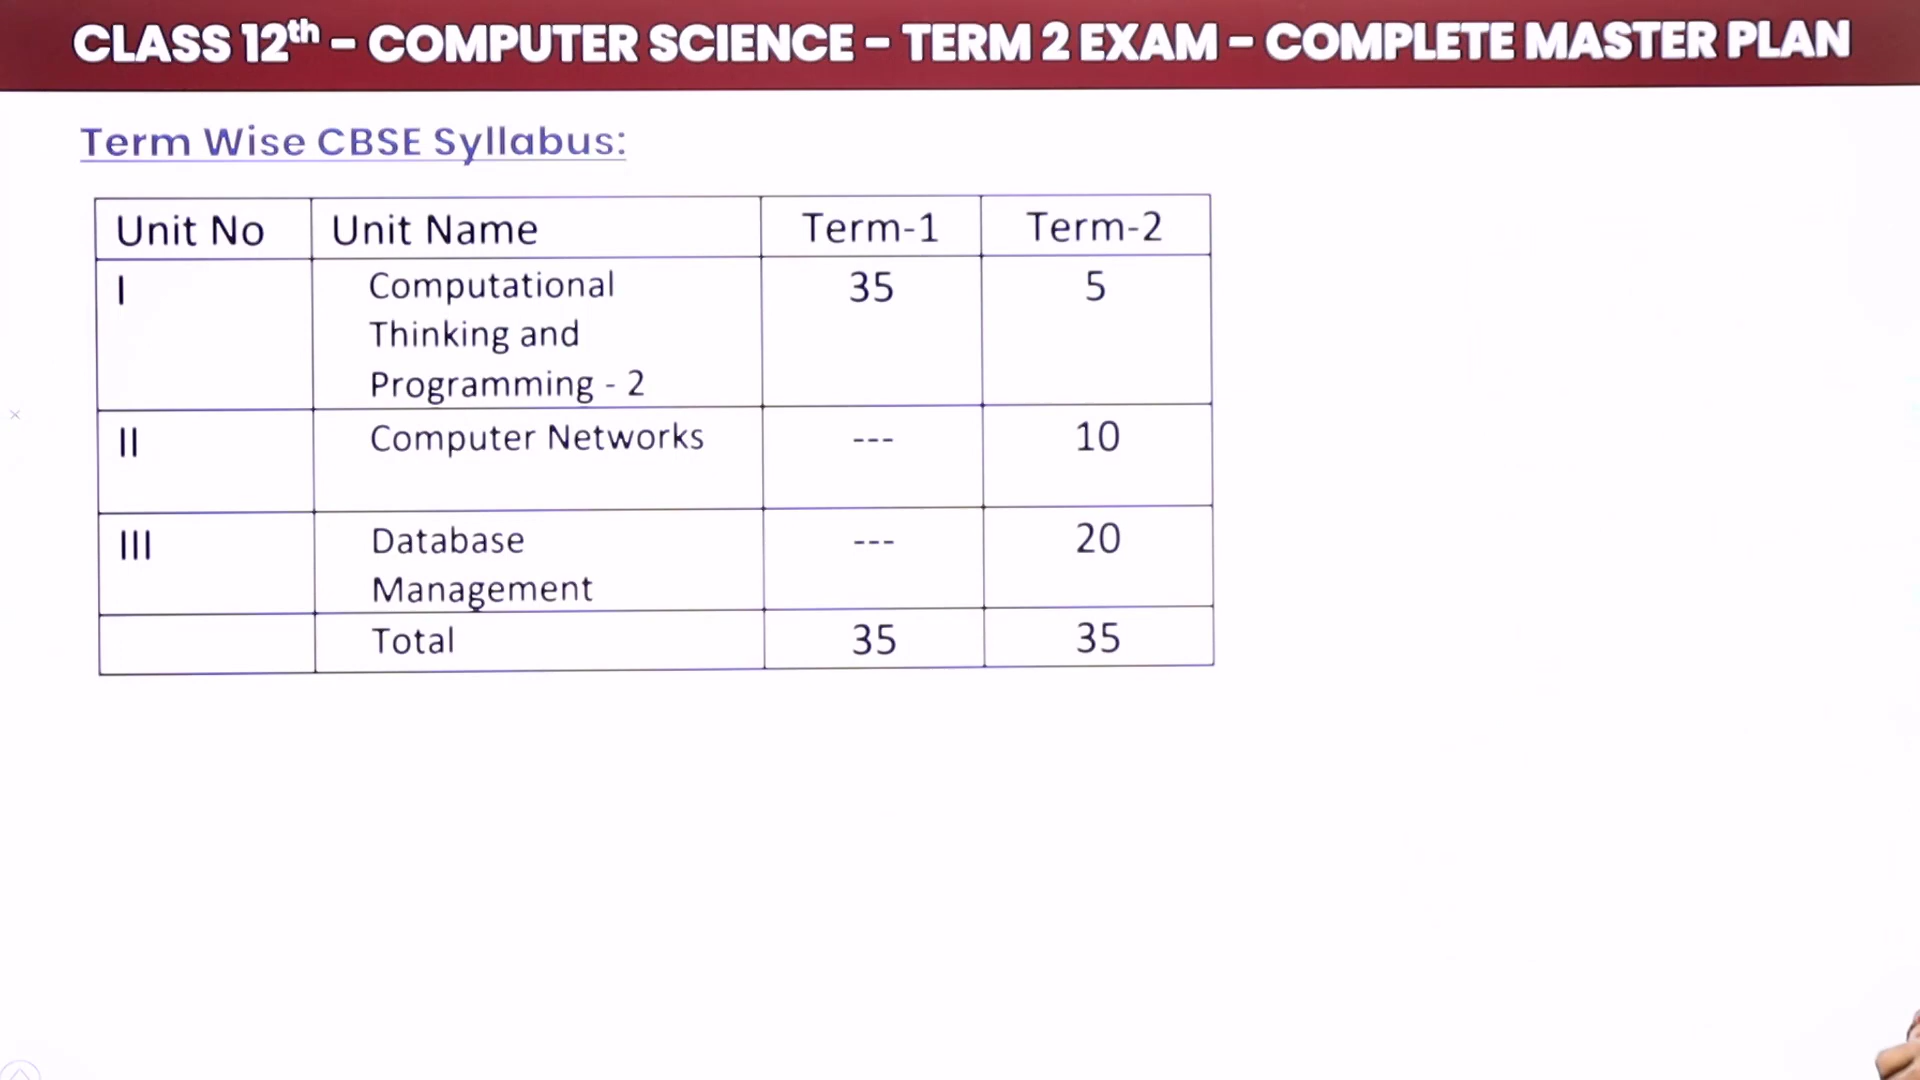 CLASS 12th - COMPUTER SCIENCE - TERM 2 EXAM - COMPLETE MASTER PLAN
Term Wise CBSE Syllabus:
Unit No Unit Name Term-1 Term-2
I Computational 35 5
Thinking and
Programming - 2
II Computer Networks --- 10
III Database --- 20
Management
Total 35 35